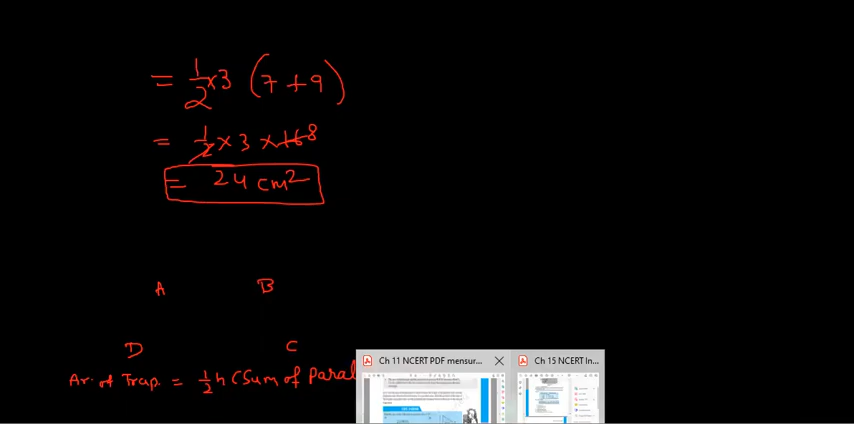 = 1/2 × 3 (7 + 9)
= 1/2 × 3 × 16 8
= 24 cm²
A B
D C
Ar. of Trap. = 1/2 h (Sum of Paral
Ch 11 NCERT PDF mensur... Ch 15 NCERT In...